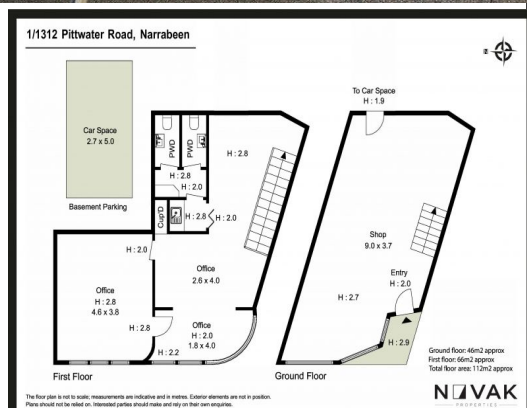 1/1312 Pittwater Road, Narrabeen
N
Car Space
2.7 x 5.0
Basement Parking
PWD
PWD
H : 2.8
H : 2.0
H : 2.8
Cup'D
H : 2.8
H : 2.0
H : 2.0
Office
H : 2.8
4.6 x 3.8
Office
2.6 x 4.0
H : 2.8
Office
H : 2.0
1.8 x 4.0
H : 2.2
First Floor
To Car Space
H : 1.9
Shop
9.0 x 3.7
Entry
H : 2.0
H : 2.7
H : 2.9
Ground Floor
Ground floor: 46m2 approx
First floor: 66m2 approx
Total floor area: 112m2 approx
The floor plan is not to scale, measurements are indicative and in metres. Exterior elements are not in position.
Plans should not be relied on. Interested parties should make and rely on their own enquiries.
NOVAK
PROPERTIES